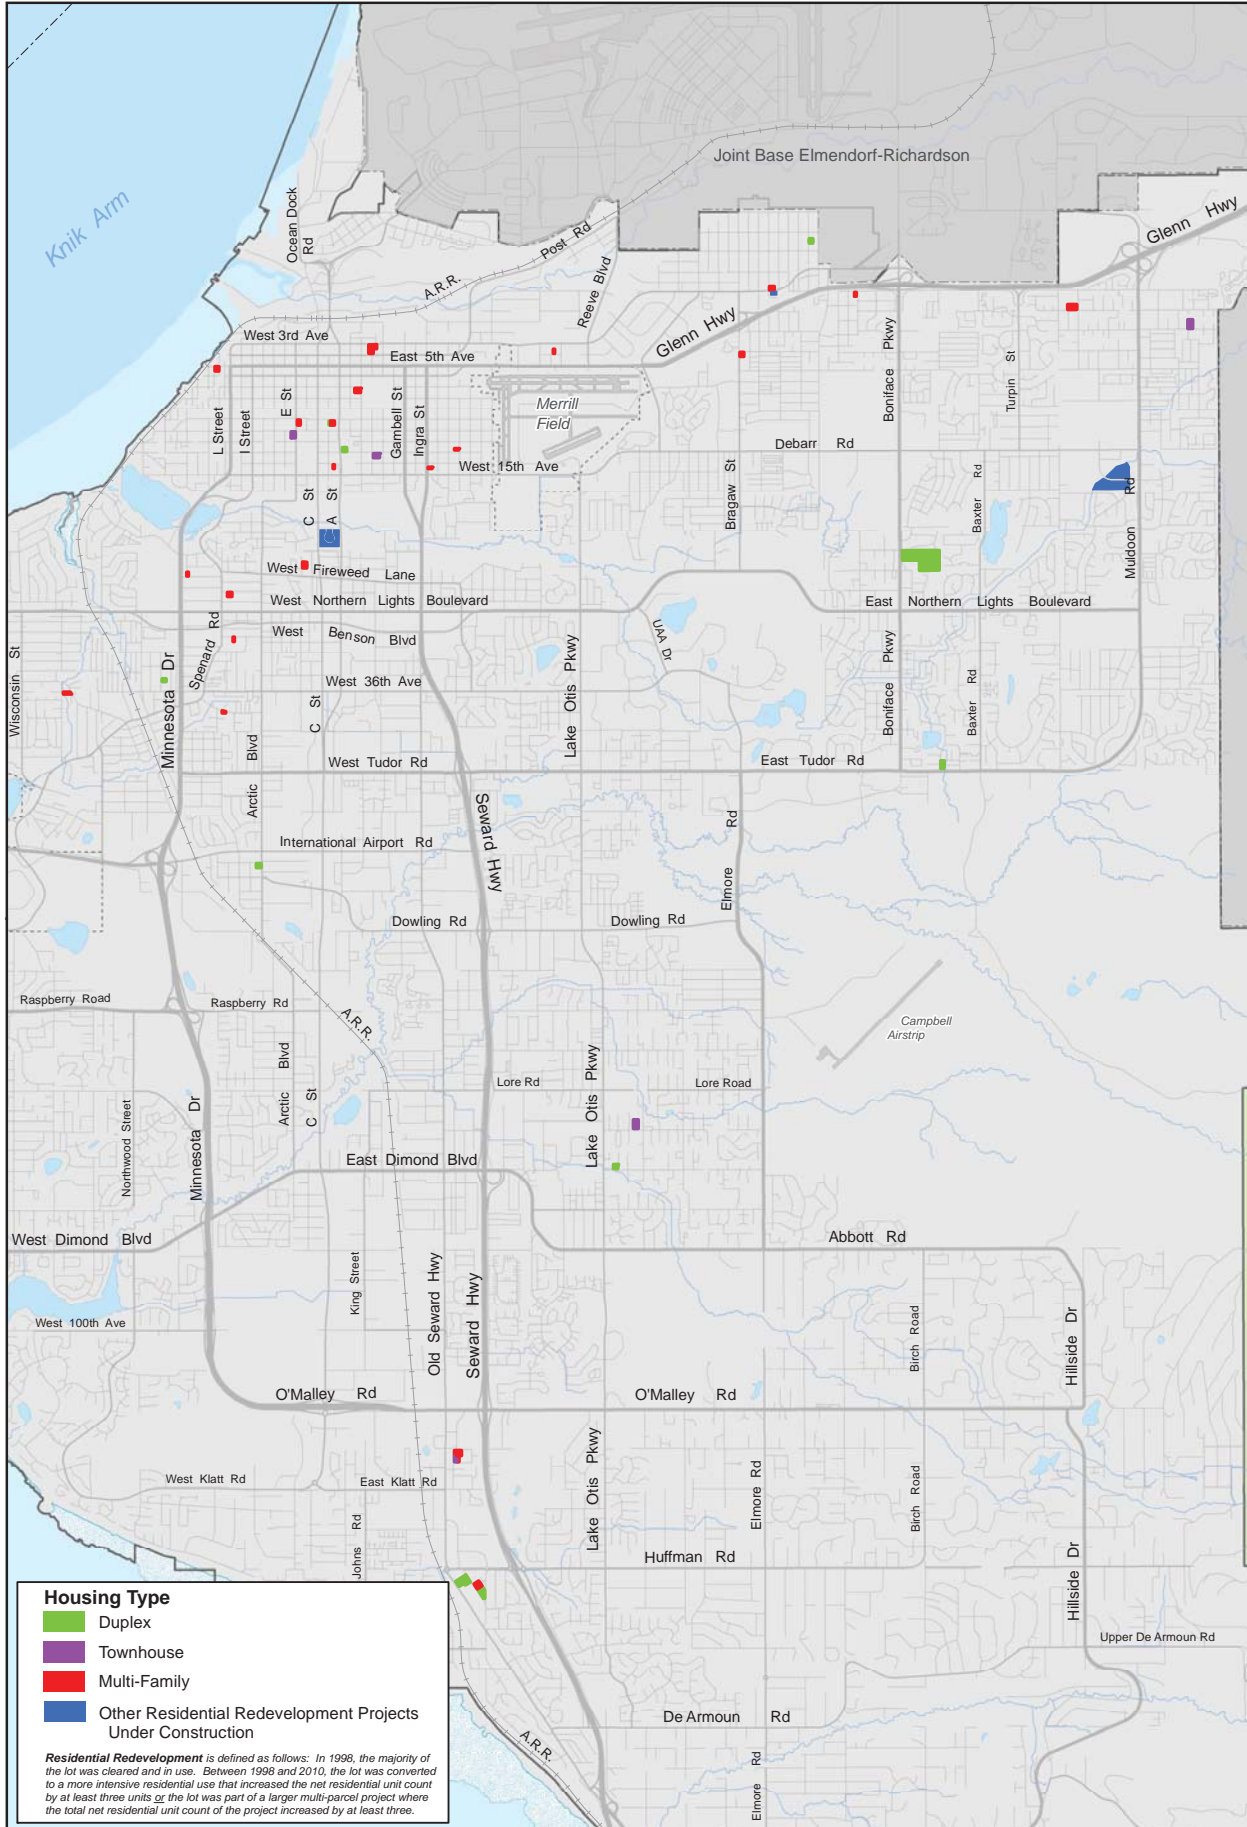 Joint Base Elmendorf-Richardson
Knik Arm
Ocean Dock
Rd
Post Rd
Glenn Hwy
A.R.R.
Reeve Blvd
West 3rd Ave
Glenn Hwy
East 5th Ave
Boniface Pkwy
Turpin St
E St
L Street
I Street
Gambell St
Ingra St
Merrill
Field
Debarr Rd
West 15th Ave
Bragaw St
Baxter Rd
Muldoon Rd
C St
A St
West Fireweed Lane
West Northern Lights Boulevard
East Northern Lights Boulevard
West Benson Blvd
Spenard Rd
UAA Dr
Wisconsin St
Minnesota Dr
West 36th Ave
C St
Lake Otis Pkwy
Boniface Pkwy
Baxter Rd
West Tudor Rd
East Tudor Rd
Arctic Blvd
Seward Hwy
International Airport Rd
Elmore Rd
Dowling Rd
Dowling Rd
Raspberry Road
Raspberry Rd
A.R.R.
Campbell
Airstrip
Arctic Blvd
C St
Lore Rd
Lore Road
Lake Otis Pkwy
Northwood Street
Minnesota Dr
East Dimond Blvd
West Dimond Blvd
Abbott Rd
King Street
Old Seward Hwy
Seward Hwy
West 100th Ave
Birch Road
Hillside Dr
O'Malley Rd
O'Malley Rd
West Klatt Rd
East Klatt Rd
Lake Otis Pkwy
Elmore Rd
Birch Road
Johns Rd
Huffman Rd
Hillside Dr
Upper De Armoun Rd
De Armoun Rd
A.R.R.
Elmore Rd
Housing Type
Duplex
Townhouse
Multi-Family
Other Residential Redevelopment Projects
Under Construction
Residential Redevelopment is defined as follows: In 1998, the majority of
the lot was cleared and in use. Between 1998 and 2010, the lot was converted
to a more intensive residential use that increased the net residential unit count
by at least three units or the lot was part of a larger multi-parcel project where
the total net residential unit count of the project increased by at least three.